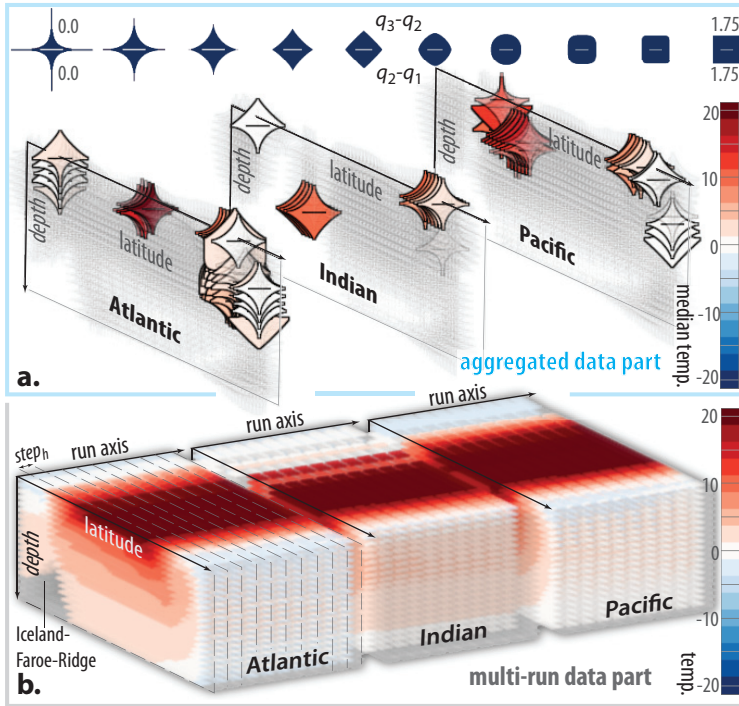 0.0
q3-q2
1.75
0.0
q2-q1
1.75
depth
latitude
Atlantic
depth
latitude
Indian
depth
latitude
Pacific
20
10
0
-10
-20
median temp.
a.
aggregated data part
run axis
run axis
run axis
steph
latitude
depth
Iceland-
Faroe-Ridge
Atlantic
Indian
Pacific
20
10
0
-10
-20
temp.
b.
multi-run data part